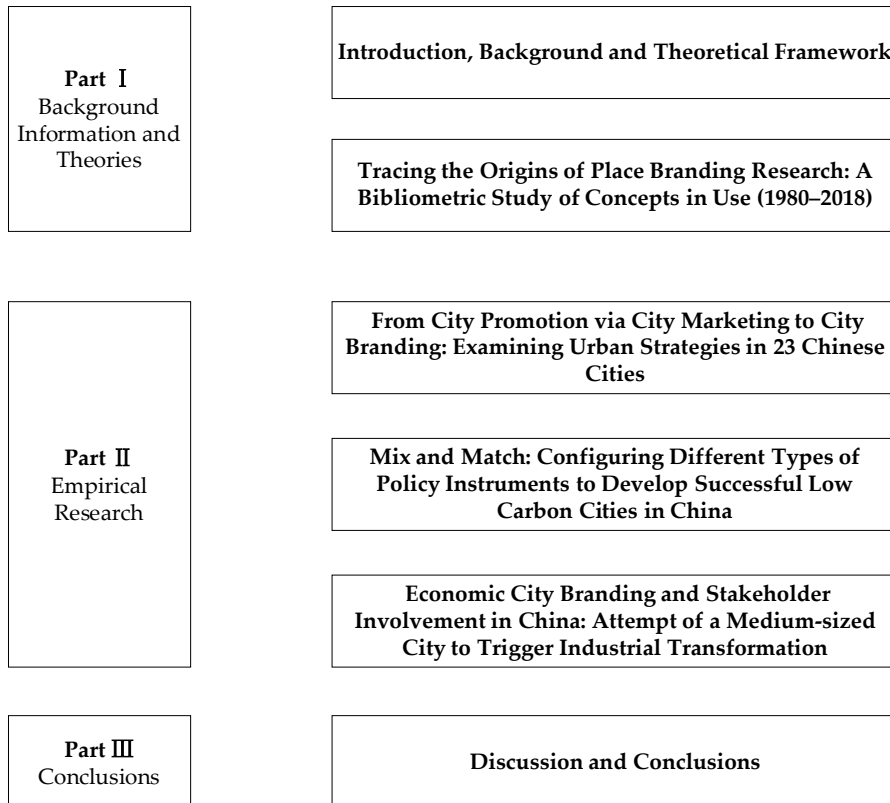 Part Ⅰ
Background
Information and
Theories
Introduction, Background and Theoretical Framework
Tracing the Origins of Place Branding Research: A
Bibliometric Study of Concepts in Use (1980–2018)
Part Ⅱ
Empirical
Research
From City Promotion via City Marketing to City
Branding: Examining Urban Strategies in 23 Chinese
Cities
Mix and Match: Configuring Different Types of
Policy Instruments to Develop Successful Low
Carbon Cities in China
Economic City Branding and Stakeholder
Involvement in China: Attempt of a Medium-sized
City to Trigger Industrial Transformation
Part Ⅲ
Conclusions
Discussion and Conclusions